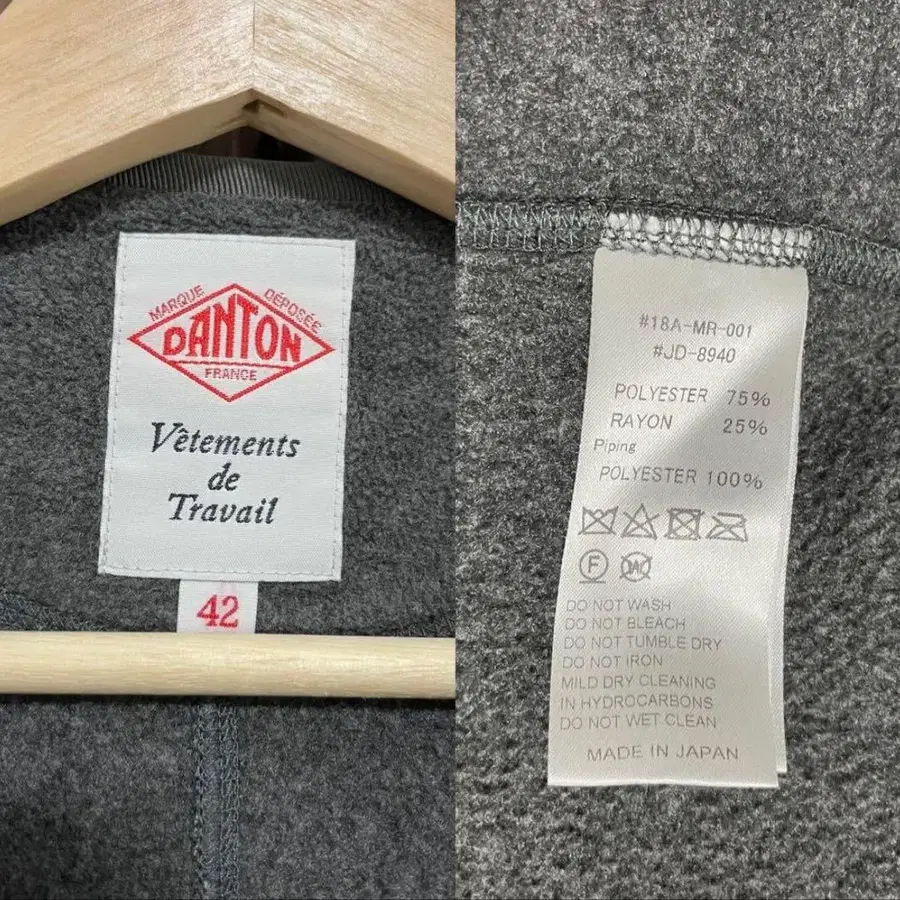 MARQUE DÉPOSÉE
DANTON
FRANCE
Vêtements
de
Travail
42
#18A-MR-001
#JD-8940
POLYESTER 75%
RAYON 25%
Piping
POLYESTER 100%
F W
DO NOT WASH
DO NOT BLEACH
DO NOT TUMBLE DRY
DO NOT IRON
MILD DRY CLEANING
IN HYDROCARBONS
DO NOT WET CLEAN
MADE IN JAPAN